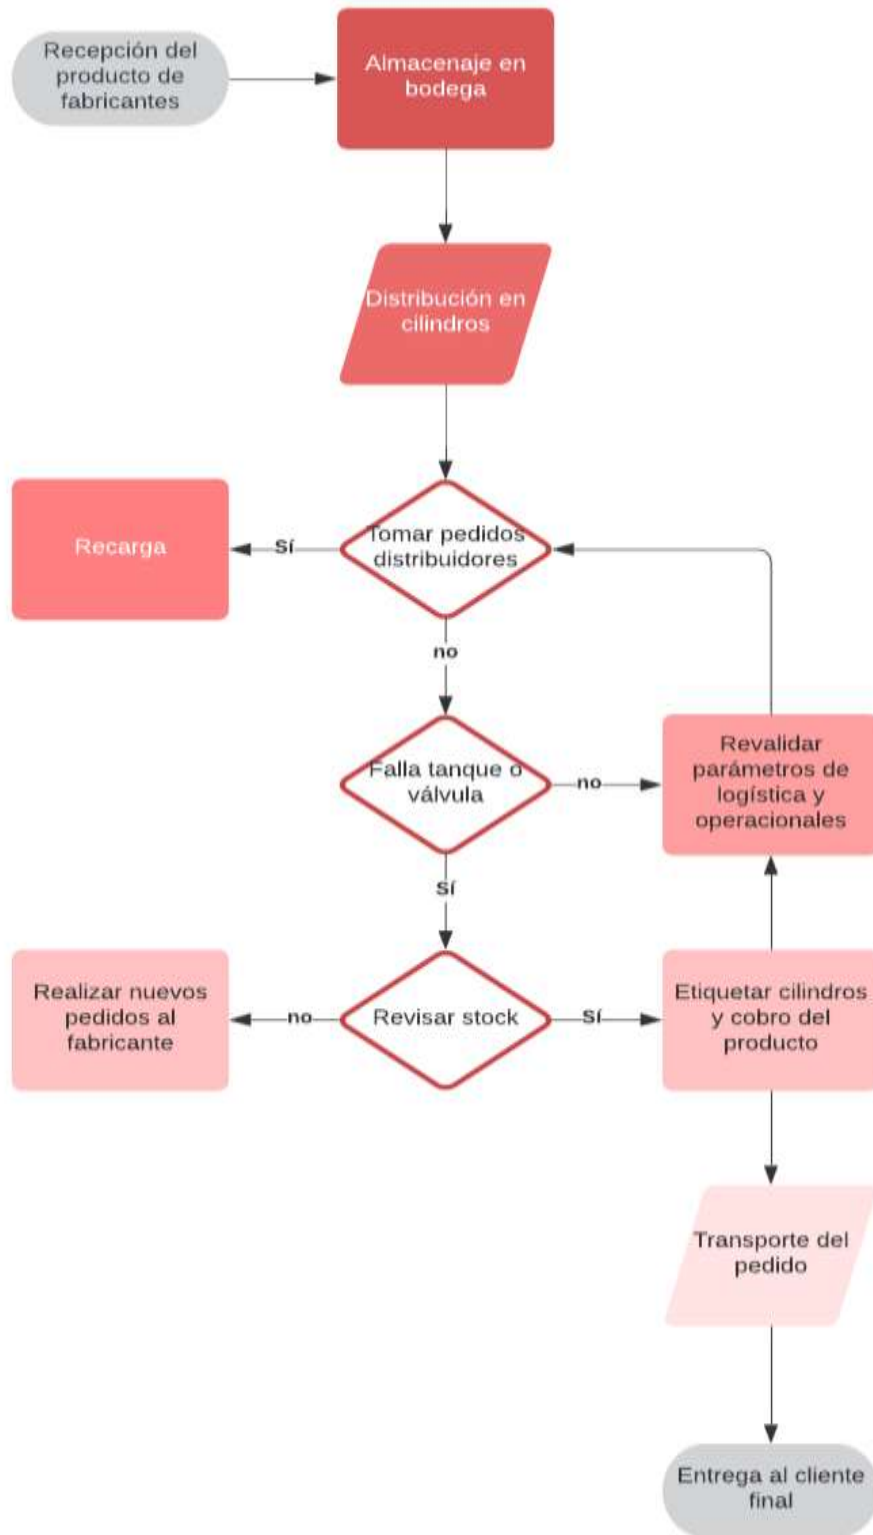 Recepción del
producto de
fabricantes
Almacenaje en
bodega
Distribución en
cilindros
Tomar pedidos
distribuidores
Sí
Recarga
no
Falla tanque o
válvula
no
Revalidar
parámetros de
logística y
operacionales
Sí
Revisar stock
no
Realizar nuevos
pedidos al
fabricante
Sí
Etiquetar cilindros
y cobro del
producto
Transporte del
pedido
Entrega al cliente
final